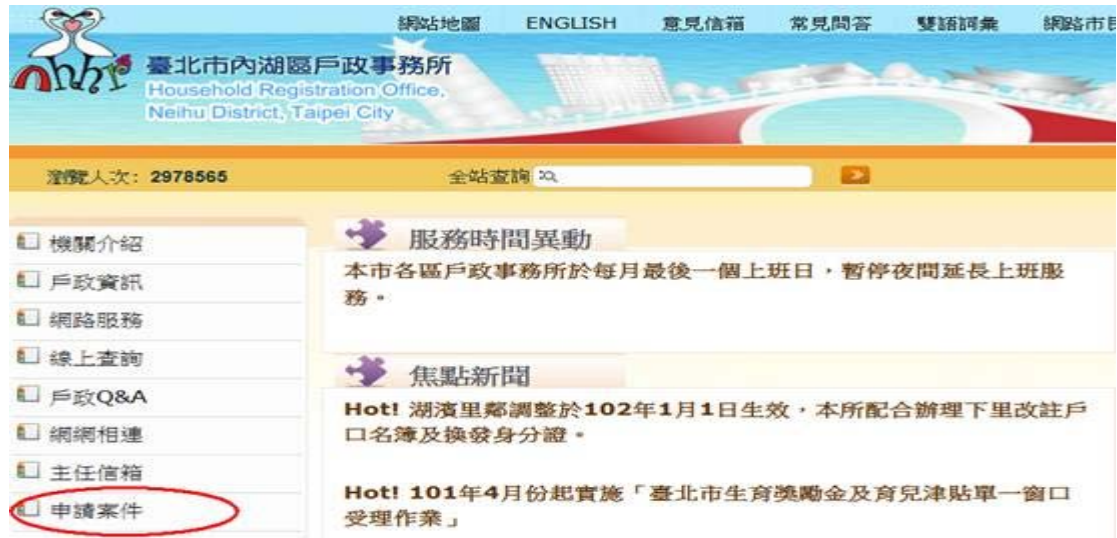 網站地圖 ENGLISH 意見信箱 常見問答 雙語詞彙 網路市民
nhhr 臺北市內湖區戶政事務所
Household Registration Office,
Neihu District, Taipei City
瀏覽人次: 2978565 全站查詢
機關介紹
戶政資訊
網路服務
線上查詢
戶政Q&A
網網相連
主任信箱
申請案件
服務時間異動
本市各區戶政事務所於每月最後一個上班日，暫停夜間延長上班服
務。
焦點新聞
Hot! 湖濱里鄰調整於102年1月1日生效，本所配合辦理下里改註戶
口名簿及換發身分證。
Hot! 101年4月份起實施「臺北市生育獎勵金及育兒津貼單一窗口
受理作業」